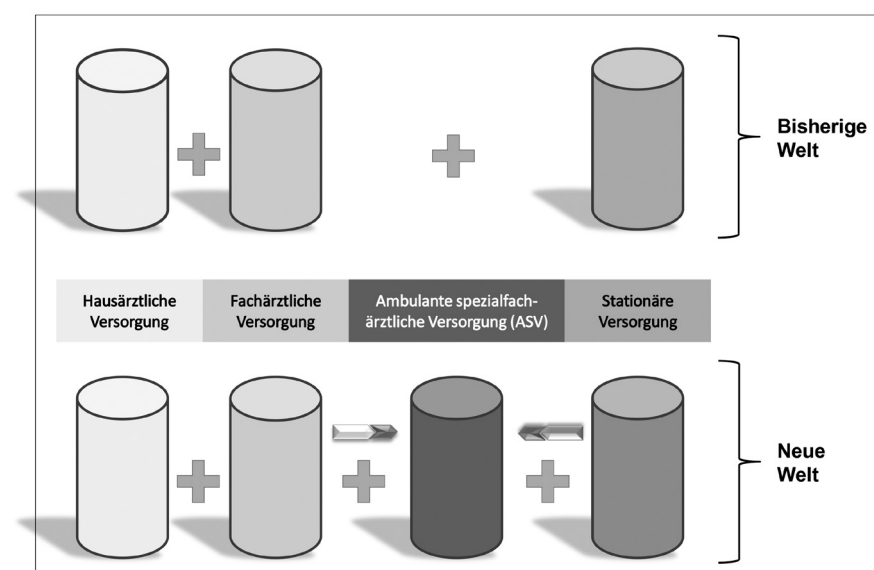 Bisherige
Welt
Hausärztliche
Versorgung
Fachärztliche
Versorgung
Ambulante spezialfach-
ärztliche Versorgung (ASV)
Stationäre
Versorgung
Neue
Welt